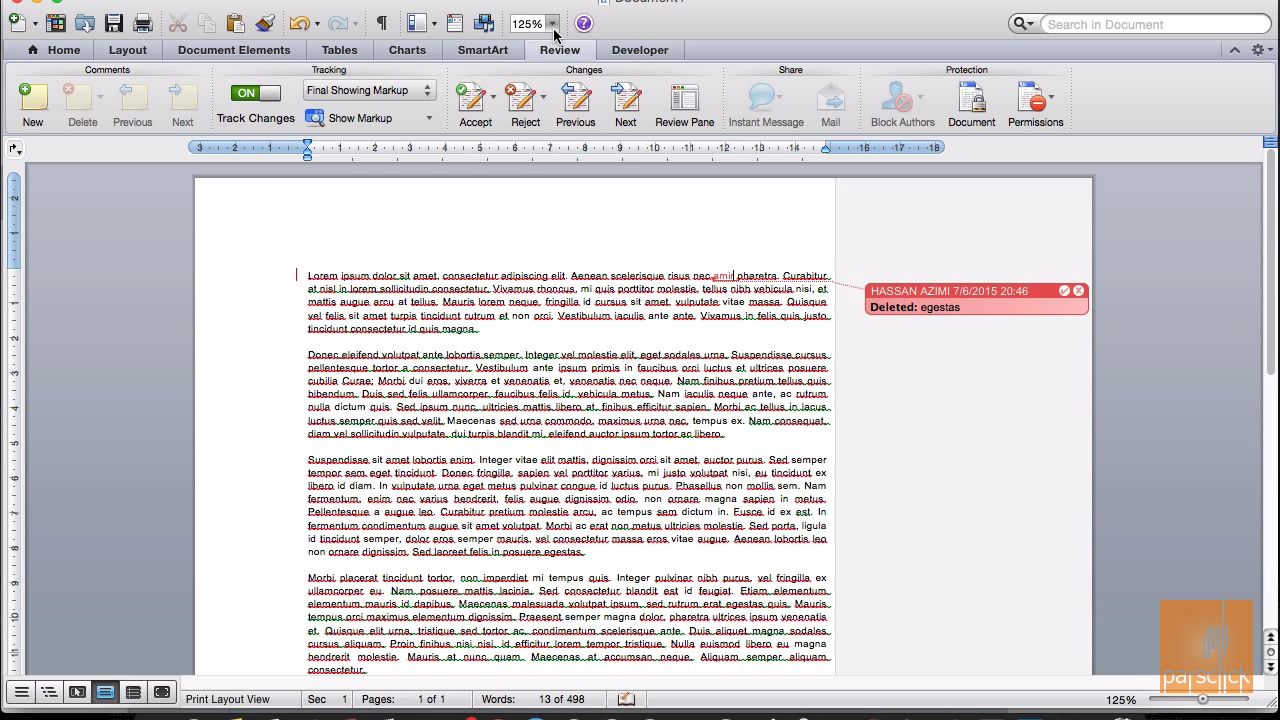 Document1
125%
Search in Document
Home Layout Document Elements Tables Charts SmartArt Review Developer
Comments Tracking Changes Share Protection
ON Final Showing Markup
New Delete Previous Next Track Changes Show Markup Accept Reject Previous Next Review Pane Instant Message Mail Block Authors Document Permissions
3 2 1 1 2 3 4 5 6 7 8 9 10 11 12 13 14 16 17 18
Lorem ipsum dolor sit amet, consectetur adipiscing elit. Aenean scelerisque risus nec amir pharetra. Curabitur
at nisl in lorem sollicitudin consectetur. Vivamus rhoncus, mi quis porttitor molestie, tellus nibh vehicula nisi, et
mattis augue arcu at tellus. Mauris lorem neque, fringilla id cursus sit amet, vulputate vitae massa. Quisque
vel felis sit amet turpis tincidunt rutrum et non orci. Vestibulum iaculis ante ante. Vivamus in felis quis justo
tincidunt consectetur id quis magna.
HASSAN AZIMI 7/6/2015 20:46
Deleted: egestas
Donec eleifend volutpat ante lobortis semper. Integer vel molestie elit, eget sodales urna. Suspendisse cursus
pellentesque tortor a consectetur. Vestibulum ante ipsum primis in faucibus orci luctus et ultrices posuere
cubilia Curae; Morbi dui eros, viverra et venenatis et, venenatis nec neque. Nam finibus pretium tellus quis
bibendum. Duis sed felis ullamcorper, faucibus felis id, vehicula metus. Nam iaculis neque ante, ac rutrum
nulla dictum quis. Sed ipsum nunc, ultricies mattis libero at, finibus efficitur sapien. Morbi ac tellus in lacus
luctus semper quis sed velit. Maecenas sed urna commodo, maximus urna nec, tempus ex. Nam consequat,
diam vel sollicitudin vulputate, dui turpis blandit mi, eleifend auctor ipsum tortor ac libero.
Suspendisse sit amet lobortis enim. Integer vitae elit mattis, dignissim orci sit amet, auctor purus. Sed semper
tempor sem eget tincidunt. Donec fringilla, sapien vel porttitor varius, mi justo volutpat nisi, eu tincidunt ex
libero id diam. In vulputate urna eget metus pulvinar congue id luctus purus. Phasellus non mollis sem. Nam
fermentum, enim nec varius hendrerit, felis augue dignissim odio, non ornare magna sapien in metus.
Pellentesque a augue leo. Curabitur pretium molestie arcu, ac tempus sem dictum in. Fusce id ex est. In
fermentum condimentum augue sit amet volutpat. Morbi ac erat non metus ultricies molestie. Sed porta, ligula
id tincidunt semper, dolor eros semper mauris, vel consectetur massa eros vitae augue. Aenean lobortis leo
non ornare dignissim. Sed laoreet felis in posuere egestas.
Morbi placerat tincidunt tortor, non imperdiet mi tempus quis. Integer pulvinar nibh purus, vel fringilla ex
ullamcorper eu. Nam posuere mattis lacinia. Sed consectetur blandit est id feugiat. Etiam elementum
elementum mauris id dapibus. Maecenas malesuada volutpat ipsum, sed rutrum erat egestas quis. Mauris
tempus orci maximus elementum dignissim. Praesent semper magna dolor, pharetra ultrices ipsum venenatis
et. Quisque elit urna, tristique sed tortor ac, condimentum scelerisque ante. Duis aliquet magna sodales
cursus aliquam. Proin finibus nisi nisi, id efficitur lorem tempor tristique. Nulla euismod libero eu magna
hendrerit molestie. Mauris at nunc quam. Maecenas at accumsan neque. Aliquam semper aliquam
consectetur.
parsclick
Print Layout View Sec 1 Pages: 1 of 1 Words: 13 of 498 125%